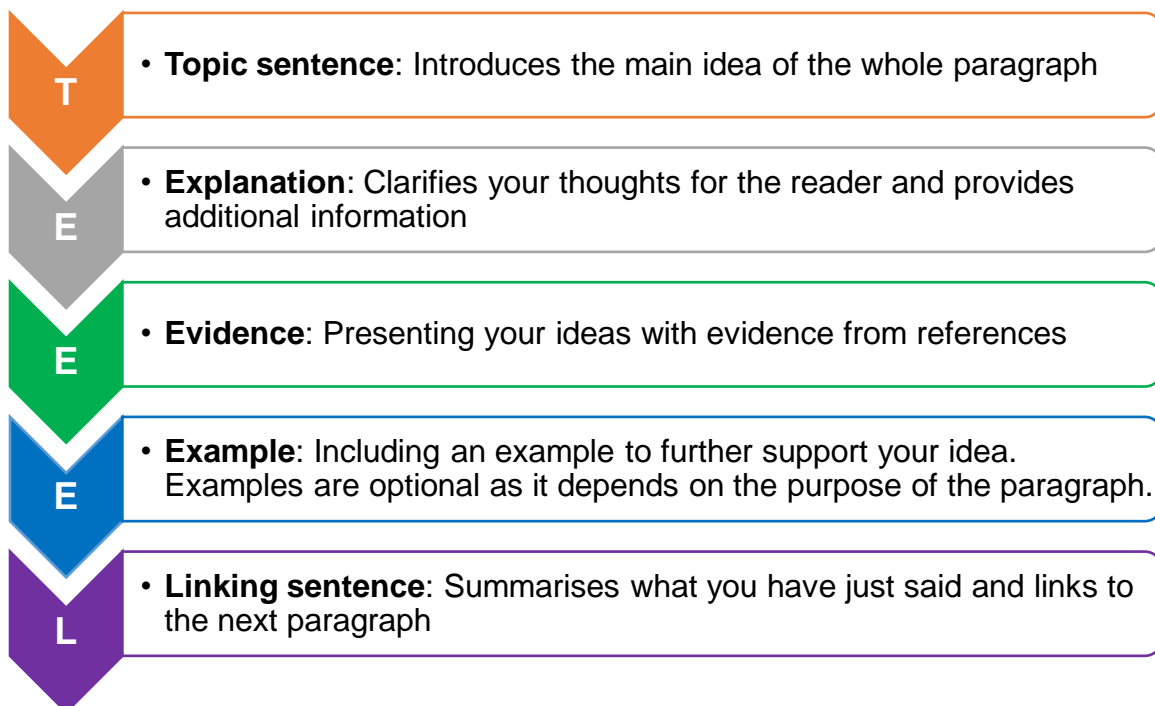 T
• Topic sentence: Introduces the main idea of the whole paragraph
E
• Explanation: Clarifies your thoughts for the reader and provides
additional information
E
• Evidence: Presenting your ideas with evidence from references
E
• Example: Including an example to further support your idea.
Examples are optional as it depends on the purpose of the paragraph.
L
• Linking sentence: Summarises what you have just said and links to
the next paragraph